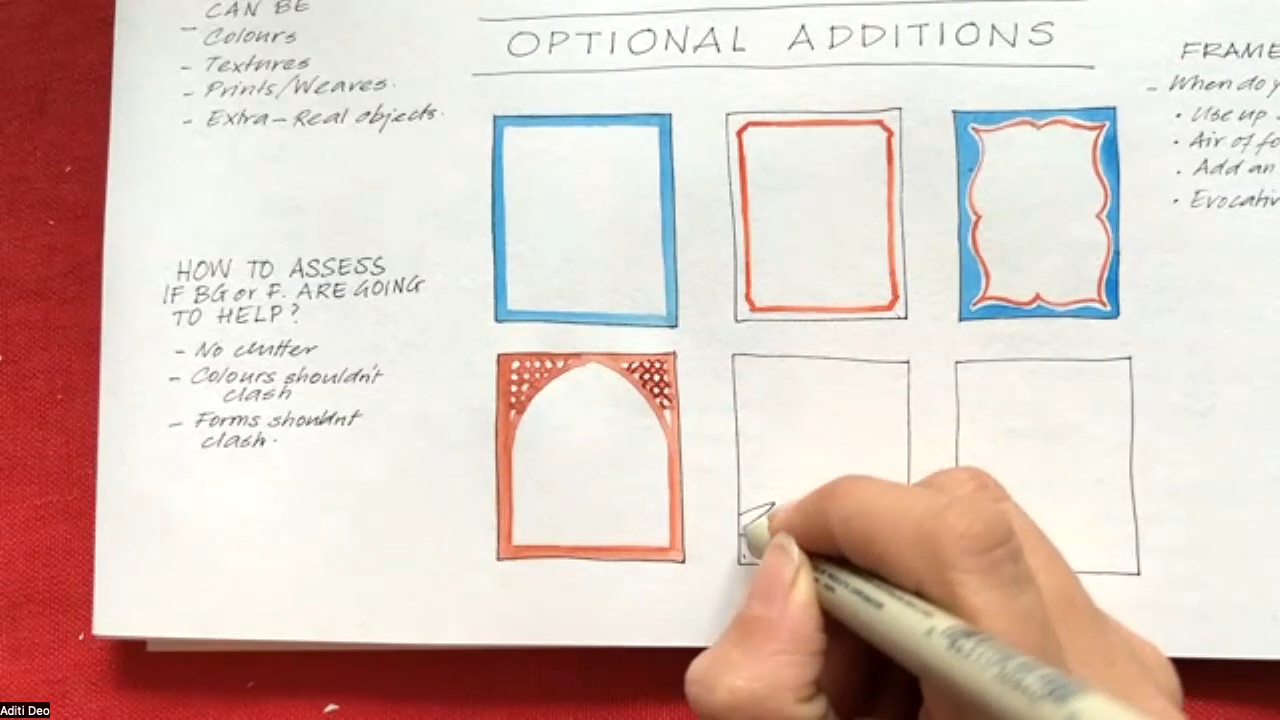 CAN BE
- Colours
- Textures
- Prints/Weaves.
- Extra-Real objects.
HOW TO ASSESS
IF BG or F. ARE GOING
TO HELP?
- No clutter
- Colours shouldn't
clash
- Forms shouldnt
clash.
OPTIONAL ADDITIONS
FRAME
- When do y
• Use up
• Air of fo
• Add an
• Evocativ
Aditi Deo